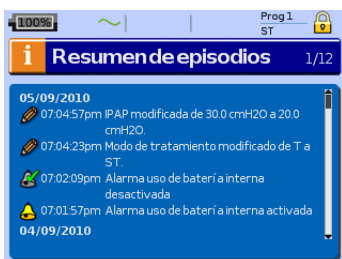 100%
Prog 1
ST
i Resumen de episodios 1/12
05/09/2010
07:04:57pm IPAP modificada de 30.0 cmH2O a 20.0
cmH2O.
07:04:23pm Modo de tratamiento modificado de T a
ST.
07:02:09pm Alarma uso de batería interna
desactivada
07:01:57pm Alarma uso de batería interna activada
04/09/2010